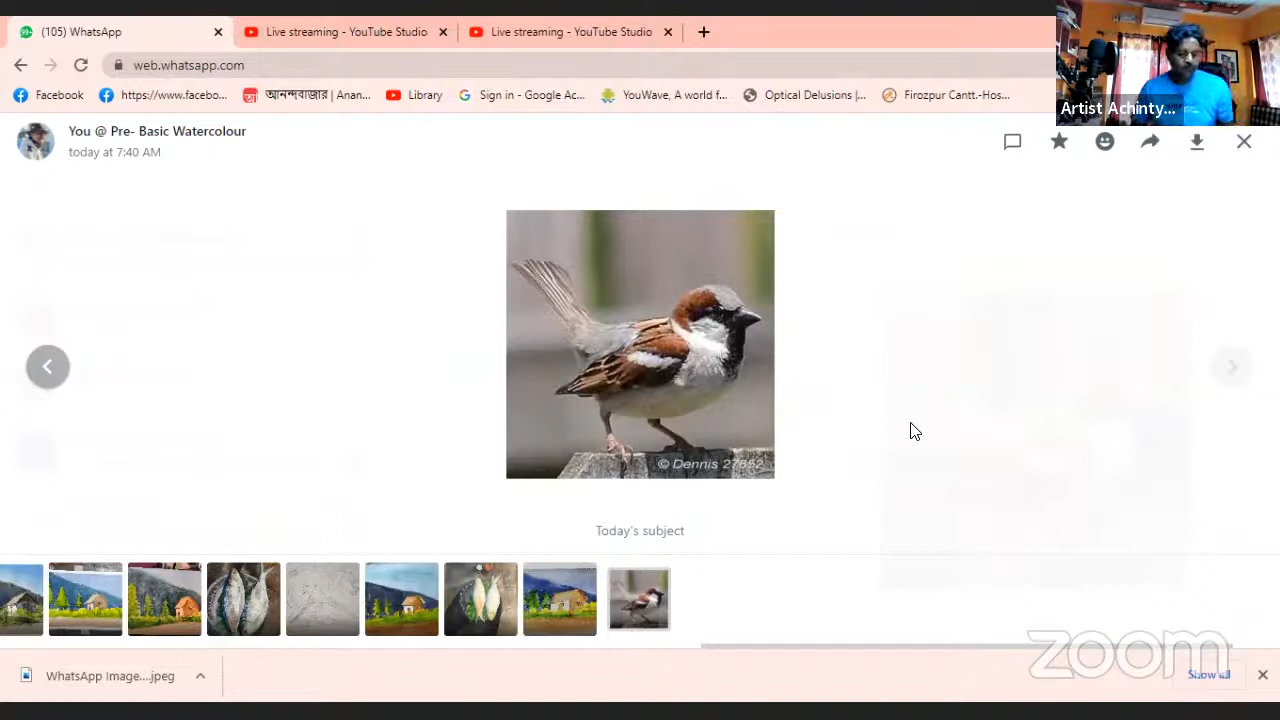 (105) WhatsApp
Live streaming - YouTube Studio
Live streaming - YouTube Studio
web.whatsapp.com
Facebook
https://www.facebo...
আনন্দবাজার | Anan...
Library
Sign in - Google Ac...
YouWave, A world f...
Optical Delusions |...
Firozpur Cantt.-Hos...
Artist Achinty...
You @ Pre- Basic Watercolour
today at 7:40 AM
© Dennis 27652
Today's subject
zoom
WhatsApp Image....jpeg
Show all